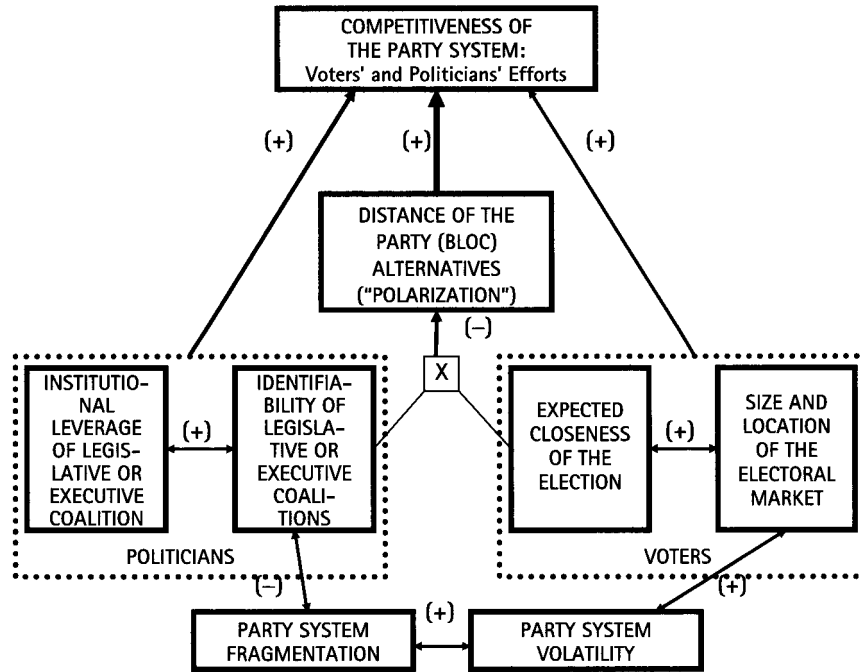 COMPETITIVENESS OF
THE PARTY SYSTEM:
Voters' and Politicians' Efforts
(+)
(+)
(+)
DISTANCE OF THE
PARTY (BLOC)
ALTERNATIVES
("POLARIZATION")
(–)
X
INSTITUTIO-
NAL
LEVERAGE
OF LEGIS-
LATIVE OR
EXECUTIVE
COALITION
(+)
IDENTIFIA-
BILITY OF
LEGISLA-
TIVE OR
EXECUTIVE
COALI-
TIONS
POLITICIANS
EXPECTED
CLOSENESS
OF THE
ELECTION
(+)
SIZE AND
LOCATION
OF THE
ELECTORAL
MARKET
VOTERS
(–)
(+)
PARTY SYSTEM
FRAGMENTATION
(+)
PARTY SYSTEM
VOLATILITY